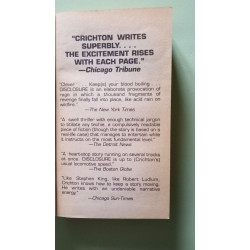 "CRICHTON WRITES
SUPERBLY. . . .
THE EXCITEMENT RISES
WITH EACH PAGE."
—Chicago Tribune
"Clever . . . Keep(s) your blood boiling. . . .
DISCLOSURE is an elaborate provocation of
rage in which a thousand fragments of
revenge finally fall into place, like acid rain on
wildfire."
—The New York Times
"A swell thriller with enough technical jargon
to titillate any techie; a compulsively readable
piece of fiction (though the story is based on a
real-life case) that manages to entertain while
it instructs on the most fundamental level."
—The Detroit News
"A heart-stop story running on several tracks
at once. DISCLOSURE is up to [Crichton's]
usual locomotive speed."
—The Boston Globe
"Like Stephen King, like Robert Ludlum,
Crichton knows how to keep a story moving.
He writes with an undeniable narrative
energy."
—Chicago Sun-Times